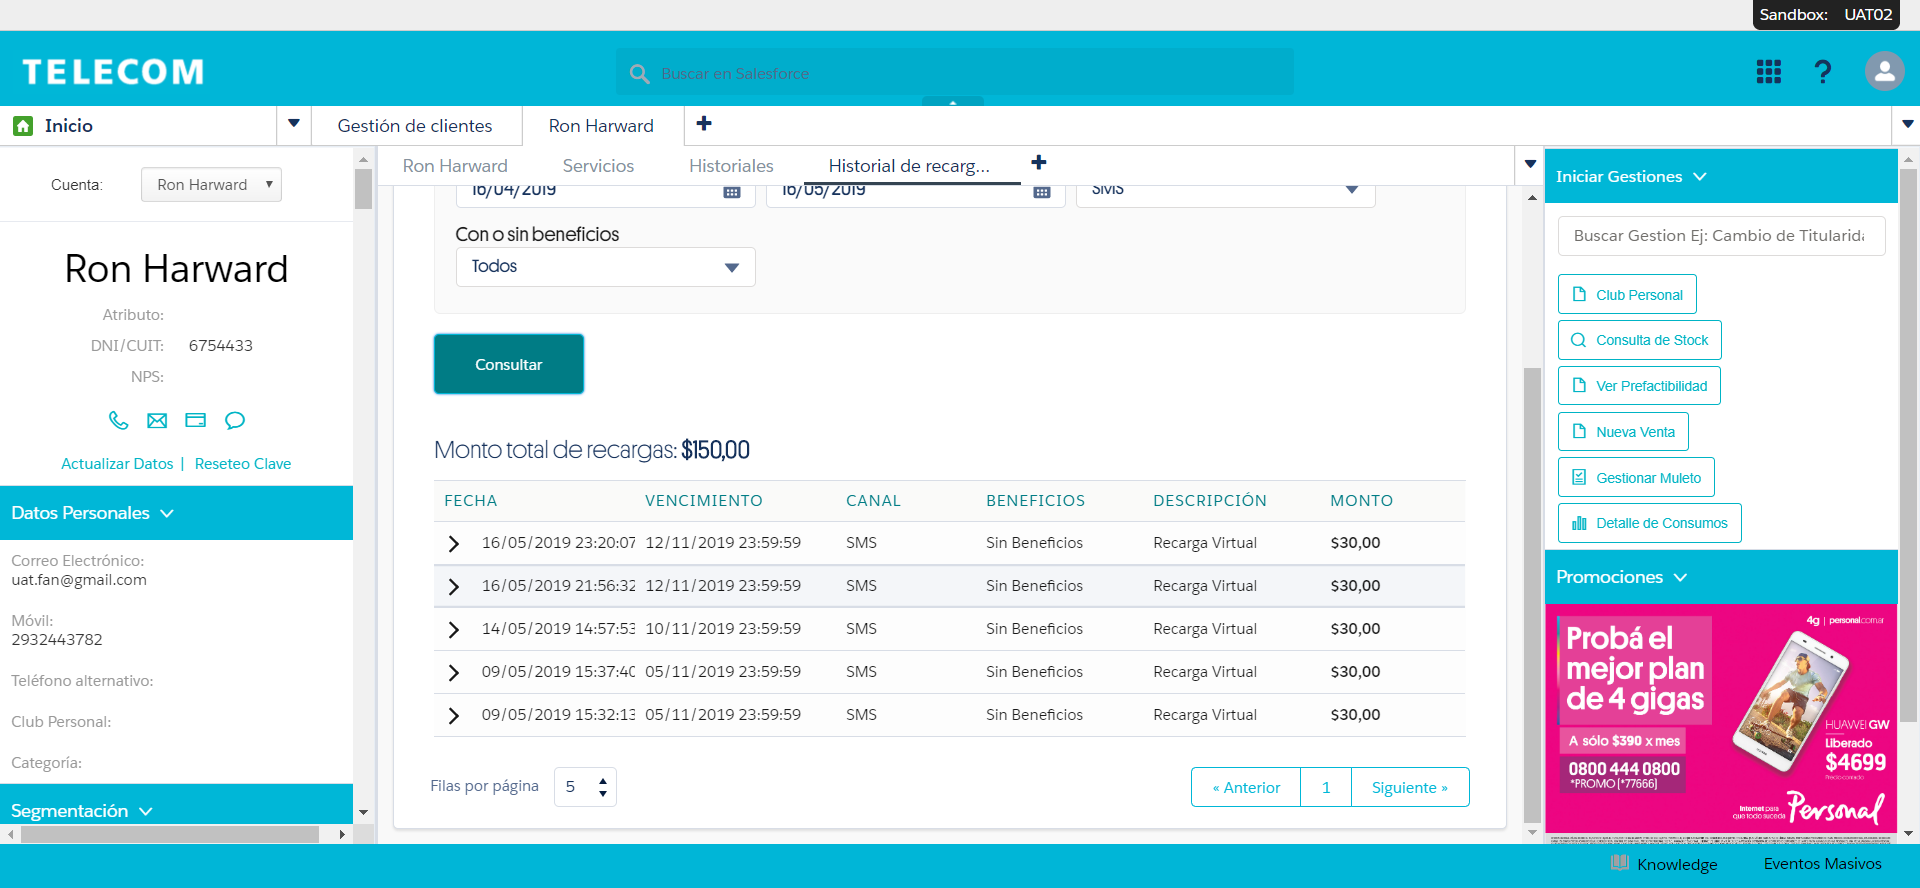 Sandbox: UAT02
TELECOM
Buscar en Salesforce
Inicio
Gestión de clientes
Ron Harward
Cuenta:
Ron Harward
Ron Harward
Atributo:
DNI/CUIT: 6754433
NPS:
Actualizar Datos | Reseteo Clave
Datos Personales
Correo Electrónico:
uat.fan@gmail.com
Móvil:
2932443782
Teléfono alternativo:
Club Personal:
Categoría:
Segmentación
Ron Harward Servicios Historiales Historial de recarg...
16/04/2019 16/05/2019 SMS
Con o sin beneficios
Todos
Consultar
Monto total de recargas: $150,00
FECHA VENCIMIENTO CANAL BENEFICIOS DESCRIPCIÓN MONTO
16/05/2019 23:20:07 12/11/2019 23:59:59 SMS Sin Beneficios Recarga Virtual $30,00
16/05/2019 21:56:32 12/11/2019 23:59:59 SMS Sin Beneficios Recarga Virtual $30,00
14/05/2019 14:57:53 10/11/2019 23:59:59 SMS Sin Beneficios Recarga Virtual $30,00
09/05/2019 15:37:40 05/11/2019 23:59:59 SMS Sin Beneficios Recarga Virtual $30,00
09/05/2019 15:32:13 05/11/2019 23:59:59 SMS Sin Beneficios Recarga Virtual $30,00
Filas por página 5
« Anterior 1 Siguiente »
Iniciar Gestiones
Buscar Gestion Ej: Cambio de Titularida
Club Personal
Consulta de Stock
Ver Prefactibilidad
Nueva Venta
Gestionar Muleto
Detalle de Consumos
Promociones
4g | personal.com.ar
Probá el
mejor plan
de 4 gigas
A sólo $390 x mes
0800 444 0800
*PROMO (*77666)
HUAWEI GW
Liberado
$4699
Precio contado
Internet para
que todo suceda
Personal
Knowledge Eventos Masivos